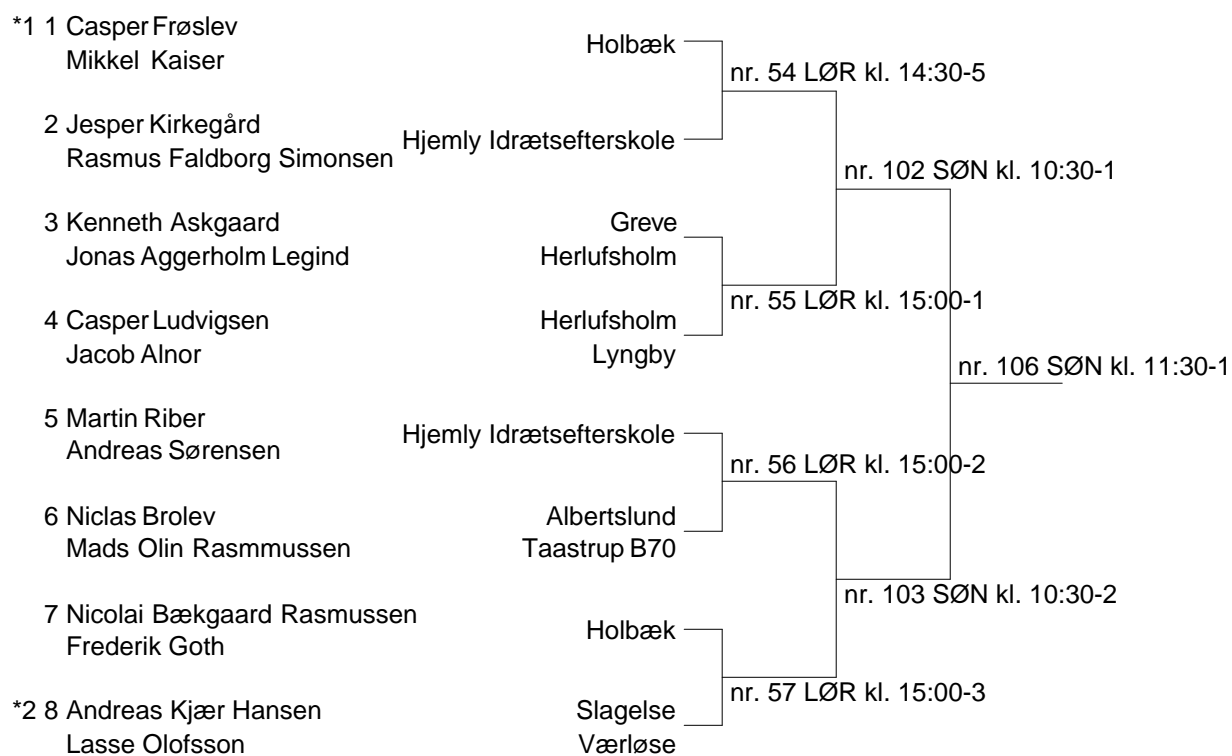 *1 1 Casper Frøslev
Mikkel Kaiser
Holbæk
nr. 54 LØR kl. 14:30-5
2 Jesper Kirkegård
Rasmus Faldborg Simonsen
Hjemly Idrætsefterskole
nr. 102 SØN kl. 10:30-1
3 Kenneth Askgaard
Greve
Jonas Aggerholm Legind
Herlufsholm
nr. 55 LØR kl. 15:00-1
4 Casper Ludvigsen
Herlufsholm
Jacob Alnor
Lyngby
nr. 106 SØN kl. 11:30-1
5 Martin Riber
Andreas Sørensen
Hjemly Idrætsefterskole
nr. 56 LØR kl. 15:00-2
6 Niclas Brolev
Albertslund
Mads Olin Rasmmussen
Taastrup B70
nr. 103 SØN kl. 10:30-2
7 Nicolai Bækgaard Rasmussen
Frederik Goth
Holbæk
nr. 57 LØR kl. 15:00-3
*2 8 Andreas Kjær Hansen
Slagelse
Lasse Olofsson
Værløse